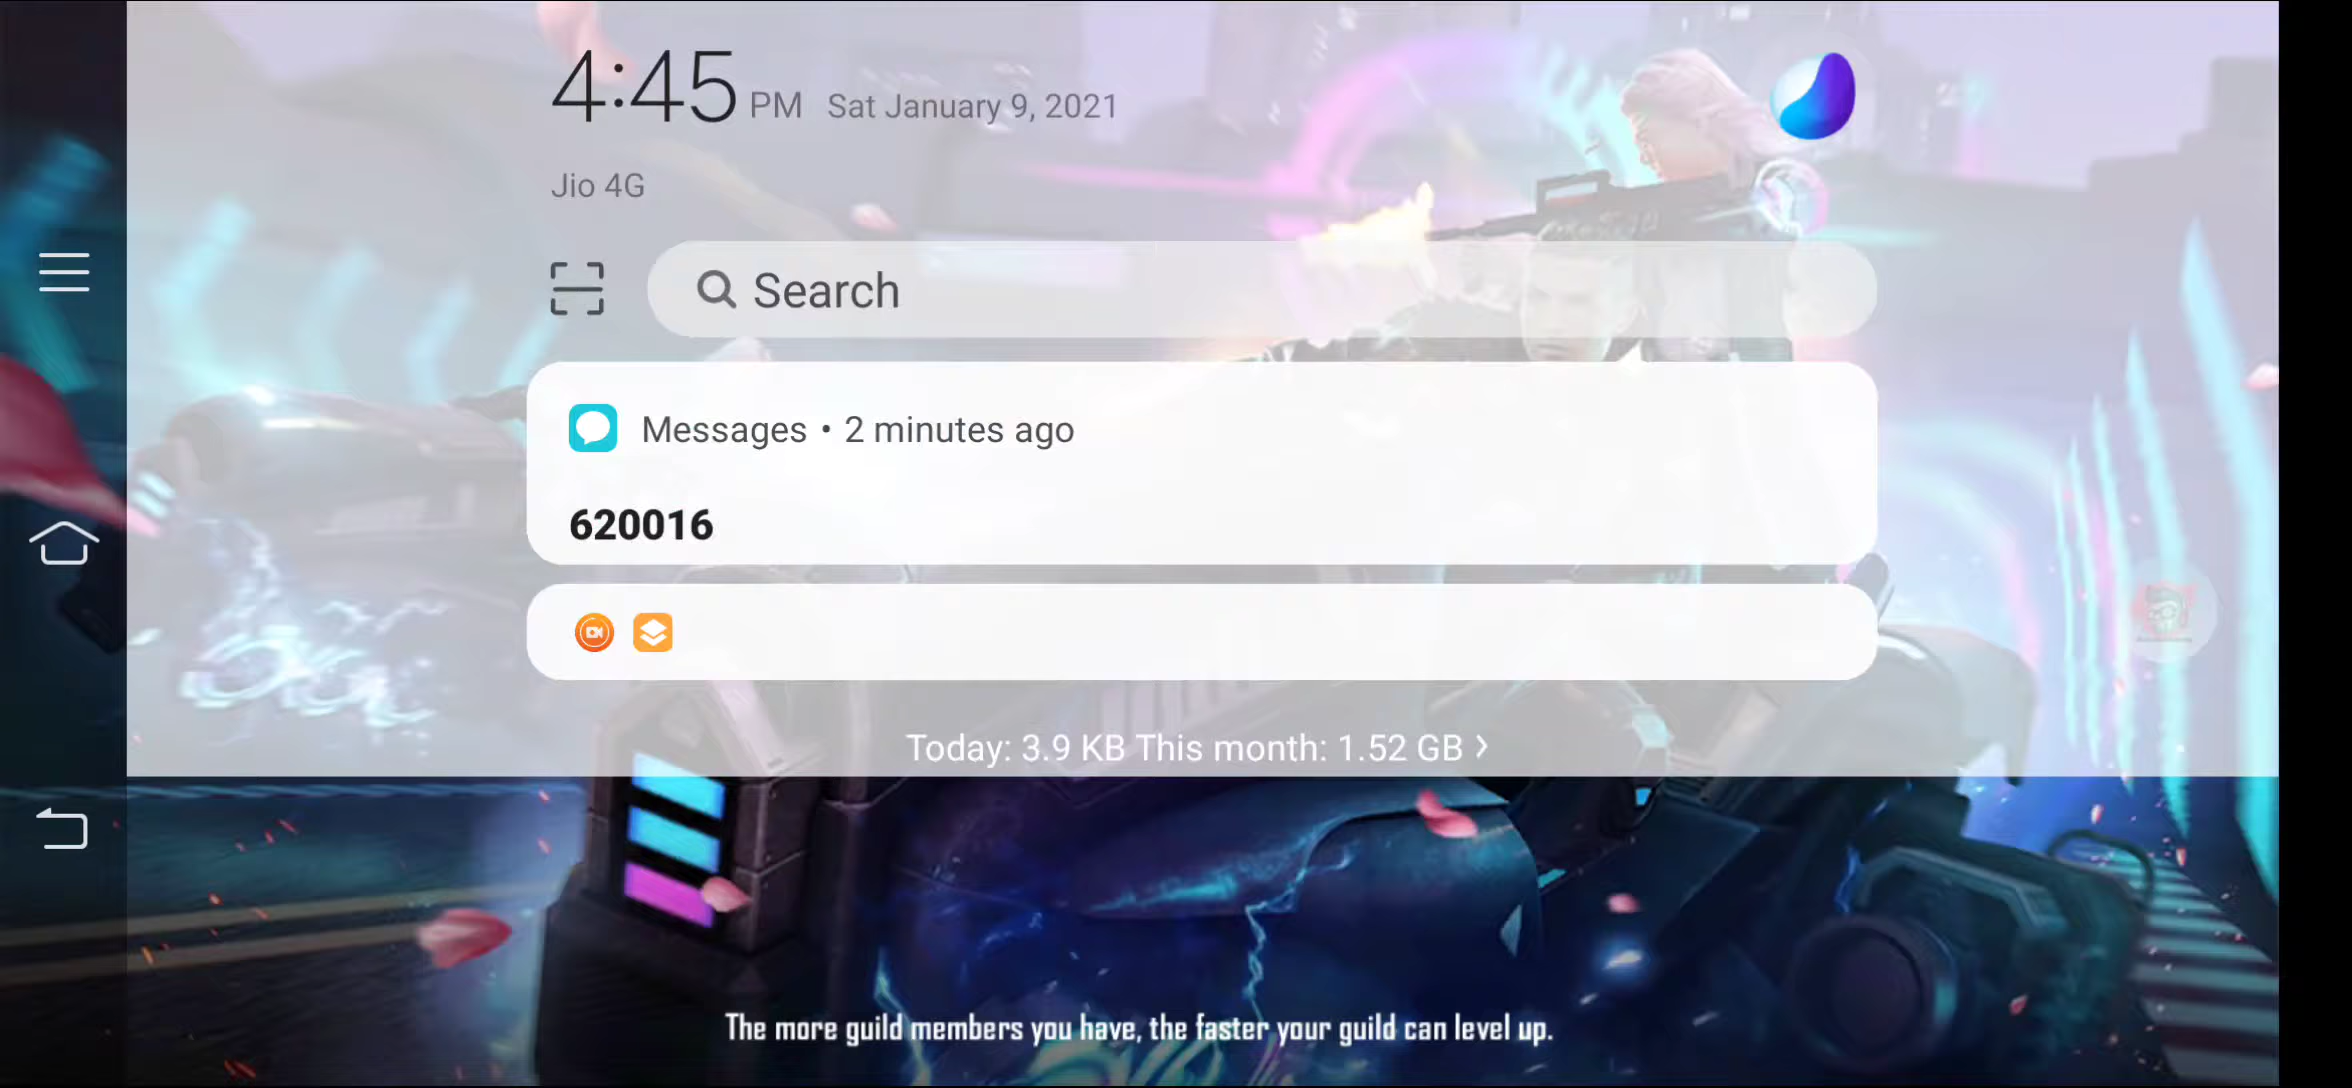 4:45 PM Sat January 9, 2021
Jio 4G
Search
Messages • 2 minutes ago
620016
Today: 3.9 KB This month: 1.52 GB >
The more guild members you have, the faster your guild can level up.